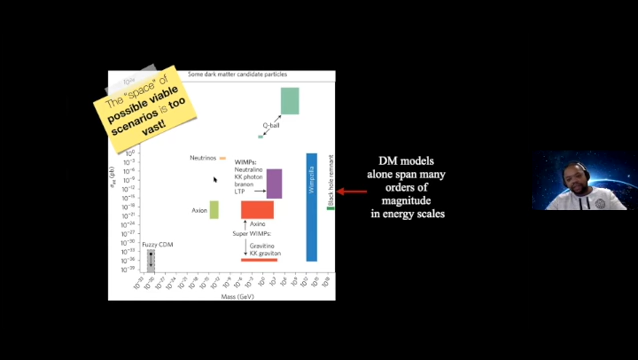 Some dark matter candidate particles
The "space" of
possible viable
scenarios is too
vast!
Q-ball
Neutrinos
WIMPs:
Neutralino
KK photon
branon
LTP
Axion
Axino
Super WIMPs:
Gravitino
KK graviton
Fuzzy CDM
Wimpzilla
Black hole remnant
Mass (GeV)
DM models
alone span many
orders of
magnitude
in energy scales